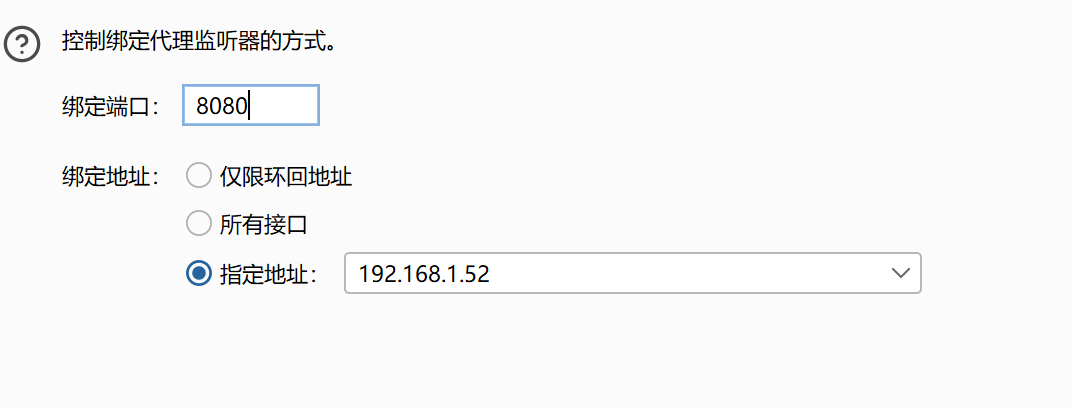 控制绑定代理监听器的方式。
绑定端口： 8080
绑定地址： 仅限环回地址
所有接口
指定地址： 192.168.1.52